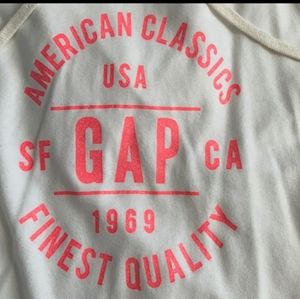 AMERICAN CLASSICS
USA
SF GAP CA
1969
FINEST QUALITY